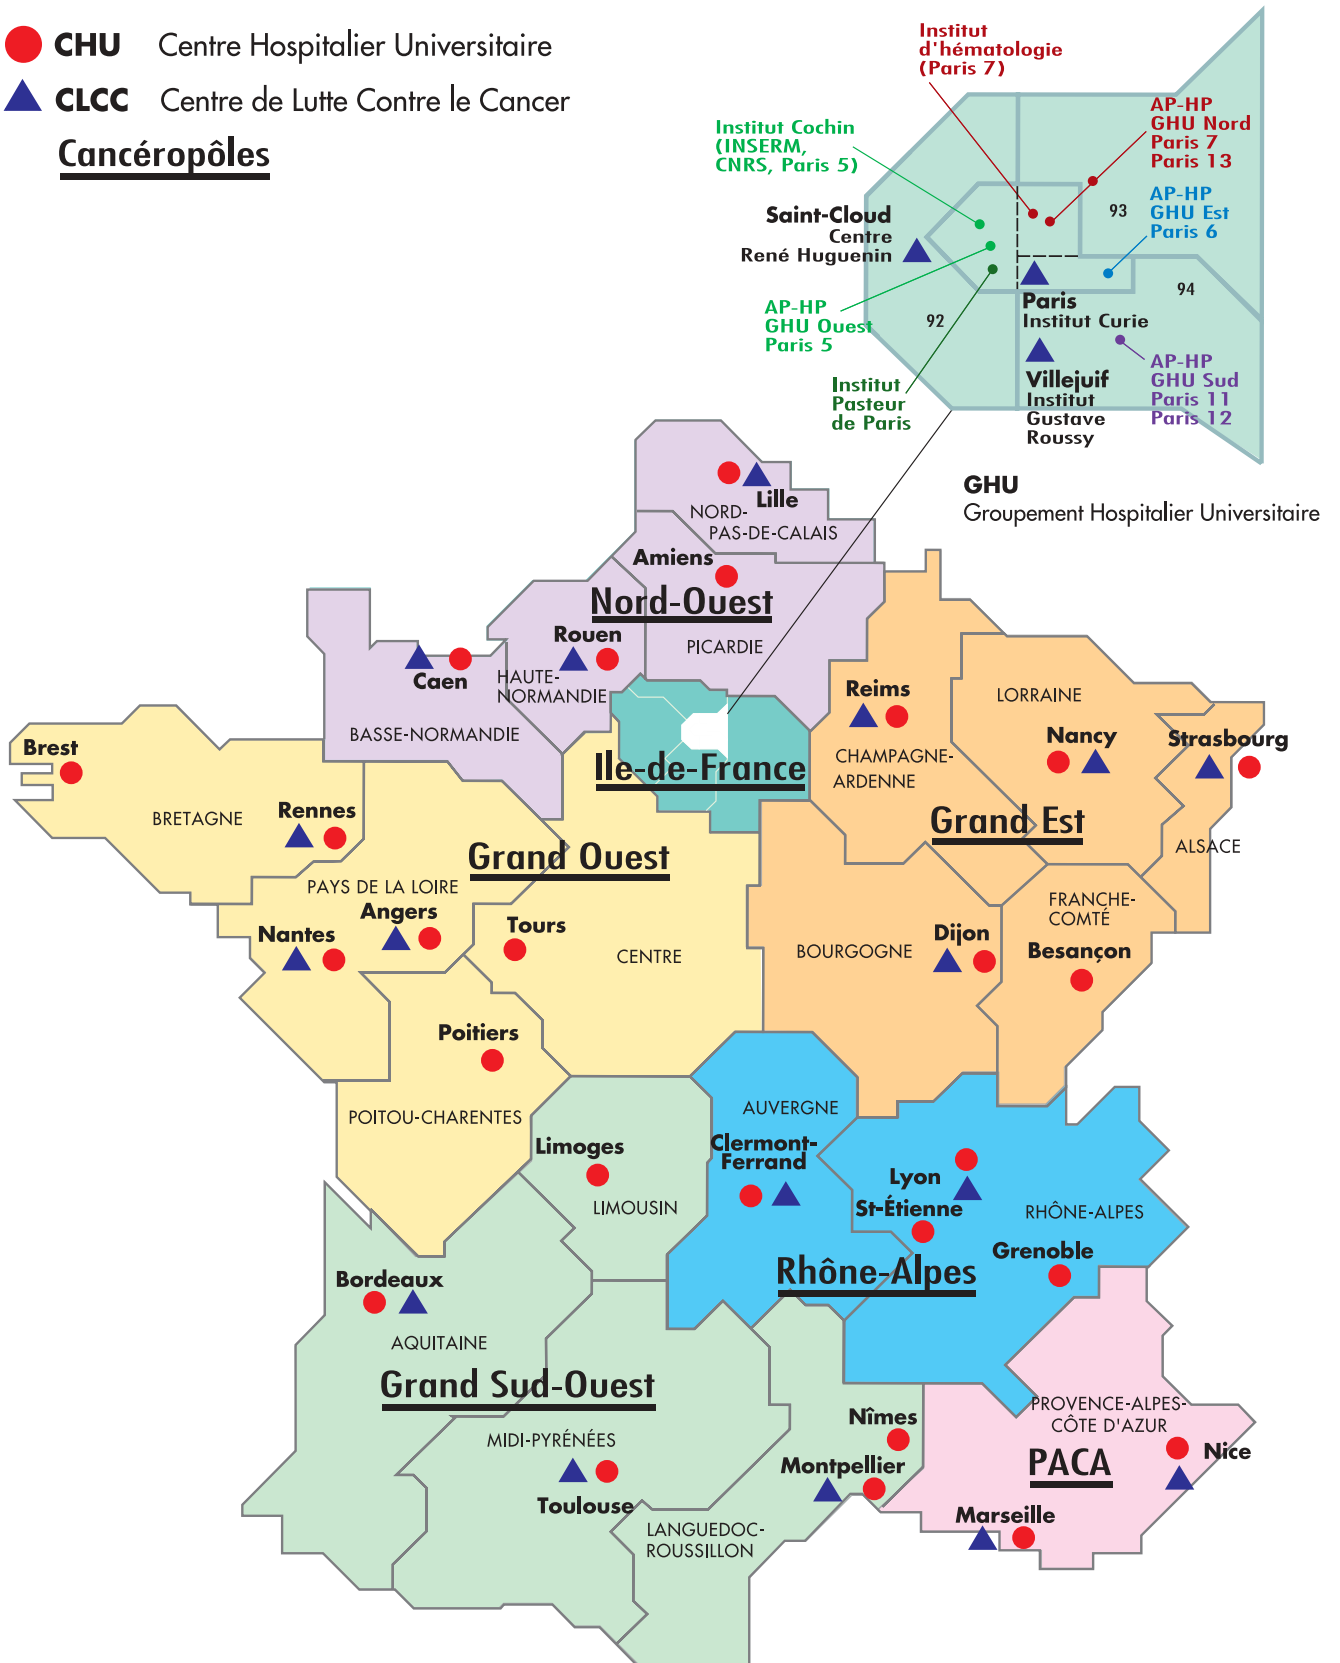 CHU Centre Hospitalier Universitaire
CLCC Centre de Lutte Contre le Cancer
Cancéropôles
Institut
d'hématologie
(Paris 7)
AP-HP
GHU Nord
Paris 7
Paris 13
Institut Cochin
(INSERM,
CNRS, Paris 5)
AP-HP
GHU Est
Paris 6
93
Saint-Cloud
Centre
René Huguenin
94
Paris
Institut Curie
92
AP-HP
GHU Ouest
Paris 5
AP-HP
GHU Sud
Paris 11
Paris 12
Villejuif
Institut
Gustave
Roussy
Institut
Pasteur
de Paris
GHU
Groupement Hospitalier Universitaire
Lille
NORD-
PAS-DE-CALAIS
Amiens
Nord-Ouest
Rouen
PICARDIE
Caen
HAUTE-
NORMANDIE
BASSE-NORMANDIE
Reims
LORRAINE
Nancy
Strasbourg
CHAMPAGNE-
ARDENNE
Brest
Ile-de-France
BRETAGNE
Rennes
Grand Est
ALSACE
Grand Ouest
PAYS DE LA LOIRE
Angers
Nantes
Tours
CENTRE
FRANCHE-
COMTÉ
BOURGOGNE
Dijon
Besançon
Poitiers
POITOU-CHARENTES
AUVERGNE
Limoges
Clermont-
Ferrand
LIMOUSIN
Lyon
St-Étienne
RHÔNE-ALPES
Grenoble
Rhône-Alpes
Bordeaux
AQUITAINE
Grand Sud-Ouest
MIDI-PYRÉNÉES
Toulouse
Nîmes
Montpellier
LANGUEDOC-
ROUSSILLON
PROVENCE-ALPES-
CÔTE D'AZUR
PACA
Nice
Marseille